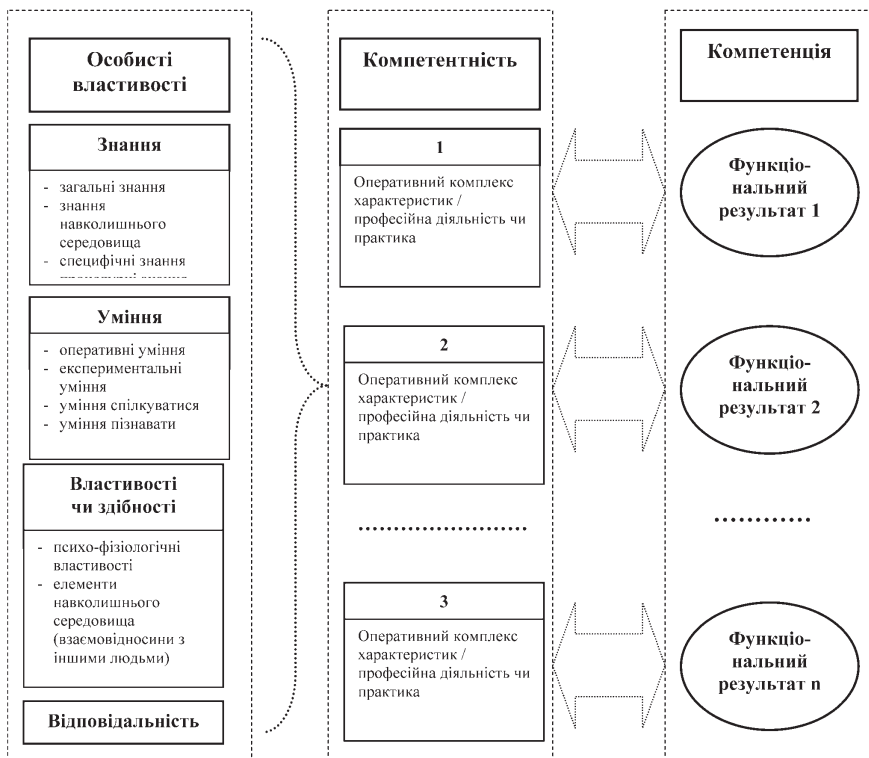 Особисті
властивості
Знання
- загальні знання
- знання
навколишнього
середовища
- специфічні знання
Уміння
- оперативні уміння
- експериментальні
уміння
- уміння спілкуватися
- уміння пізнавати
Властивості
чи здібності
- психо-фізіологічні
властивості
- елементи
навколишнього
середовища
(взаємовідносини з
іншими людьми)
Відповідальність
Компетентність
1
Оперативний комплекс
характеристик /
професійна діяльність чи
практика
2
Оперативний комплекс
характеристик /
професійна діяльність чи
практика
........................
3
Оперативний комплекс
характеристик /
професійна діяльність чи
практика
Компетенція
Функціо-
нальний
результат 1
Функціо-
нальний
результат 2
............
Функціо-
нальний
результат n